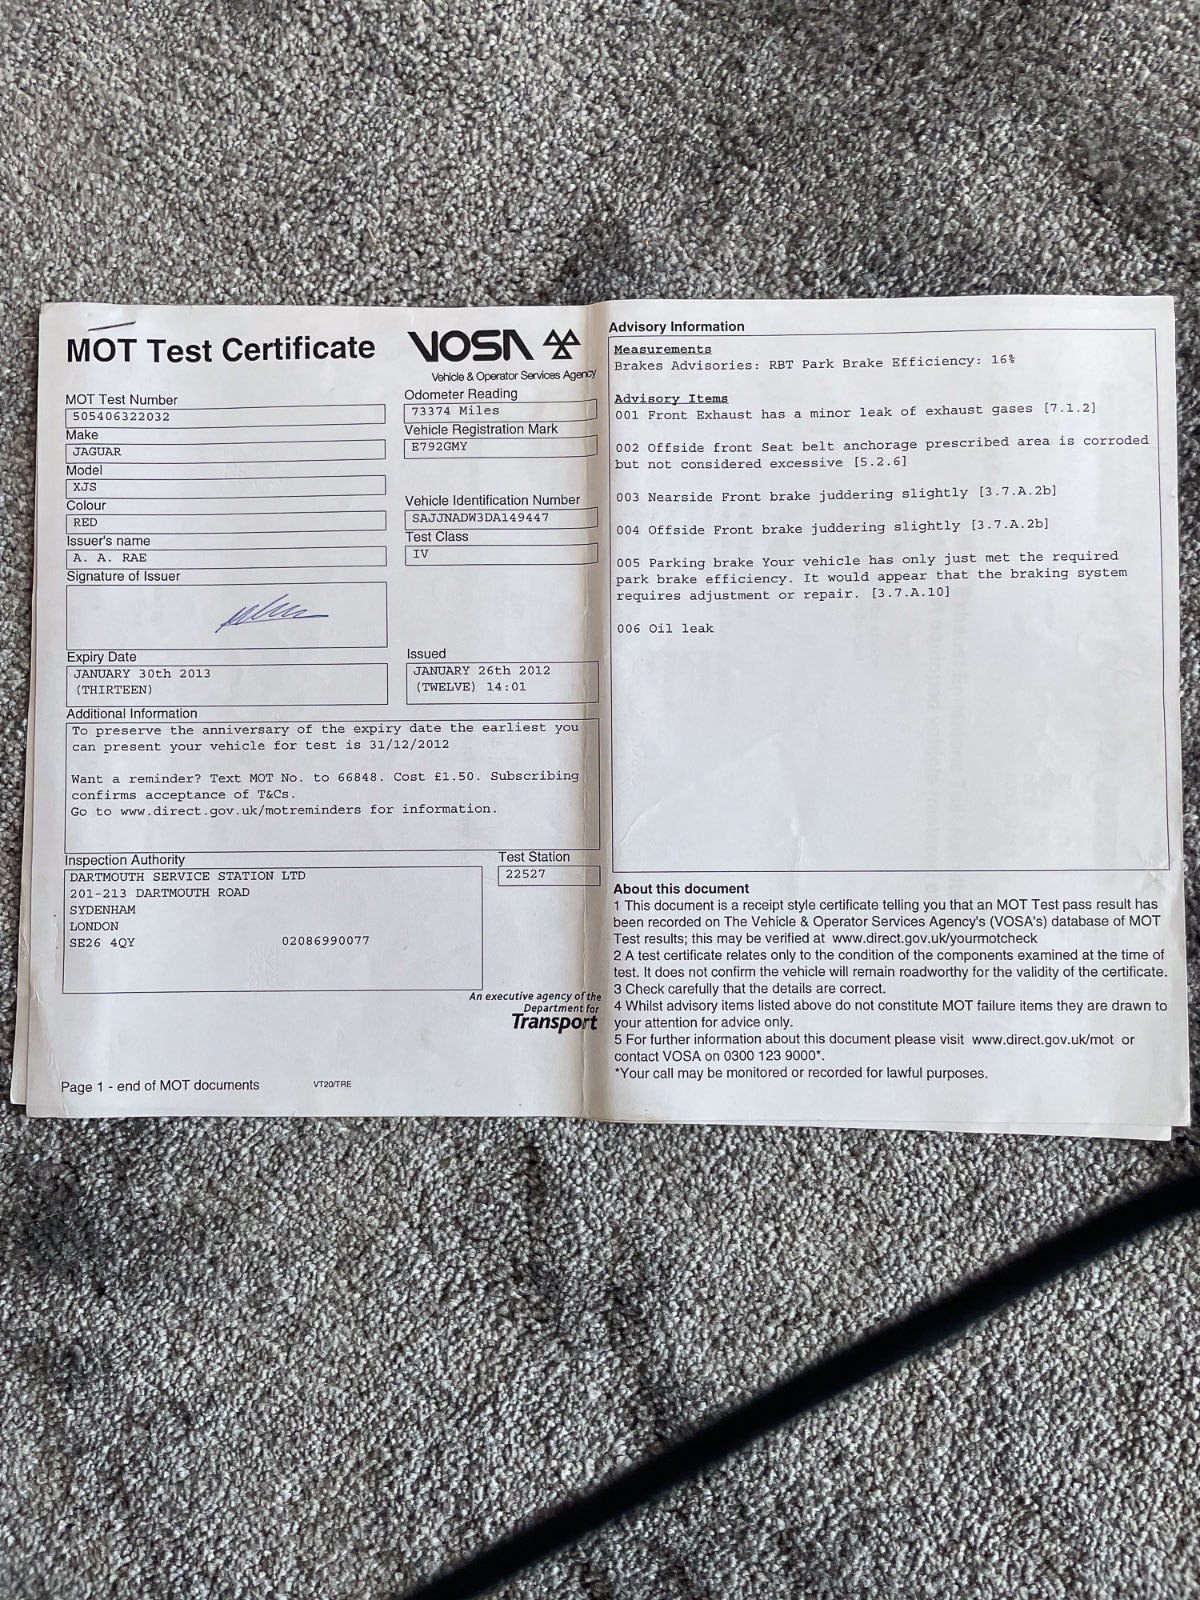 MOT Test Certificate
VOSA
Vehicle & Operator Services Agency
MOT Test Number
505406322032
Odometer Reading
73374 Miles
Make
JAGUAR
Vehicle Registration Mark
E792GMY
Model
XJS
Colour
RED
Vehicle Identification Number
SAJJNADW3DA149447
Issuer's name
A. A. RAE
Test Class
IV
Signature of Issuer
Expiry Date
JANUARY 30th 2013
(THIRTEEN)
Issued
JANUARY 26th 2012
(TWELVE) 14:01
Additional Information
To preserve the anniversary of the expiry date the earliest you
can present your vehicle for test is 31/12/2012
Want a reminder? Text MOT No. to 66848. Cost £1.50. Subscribing
confirms acceptance of T&Cs.
Go to www.direct.gov.uk/motreminders for information.
Inspection Authority
DARTMOUTH SERVICE STATION LTD
201-213 DARTMOUTH ROAD
SYDENHAM
LONDON
SE26 4QY 02086990077
Test Station
22527
An executive agency of the
Department for
Transport
Page 1 - end of MOT documents VT20/TRE
Advisory Information
Measurements
Brakes Advisories: RBT Park Brake Efficiency: 16%
Advisory Items
001 Front Exhaust has a minor leak of exhaust gases [7.1.2]
002 Offside front Seat belt anchorage prescribed area is corroded
but not considered excessive [5.2.6]
003 Nearside Front brake juddering slightly [3.7.A.2b]
004 Offside Front brake juddering slightly [3.7.A.2b]
005 Parking brake Your vehicle has only just met the required
park brake efficiency. It would appear that the braking system
requires adjustment or repair. [3.7.A.10]
006 Oil leak
About this document
1 This document is a receipt style certificate telling you that an MOT Test pass result has
been recorded on The Vehicle & Operator Services Agency's (VOSA's) database of MOT
Test results; this may be verified at www.direct.gov.uk/yourmotcheck
2 A test certificate relates only to the condition of the components examined at the time of
test. It does not confirm the vehicle will remain roadworthy for the validity of the certificate.
3 Check carefully that the details are correct.
4 Whilst advisory items listed above do not constitute MOT failure items they are drawn to
your attention for advice only.
5 For further information about this document please visit www.direct.gov.uk/mot or
contact VOSA on 0300 123 9000*.
*Your call may be monitored or recorded for lawful purposes.